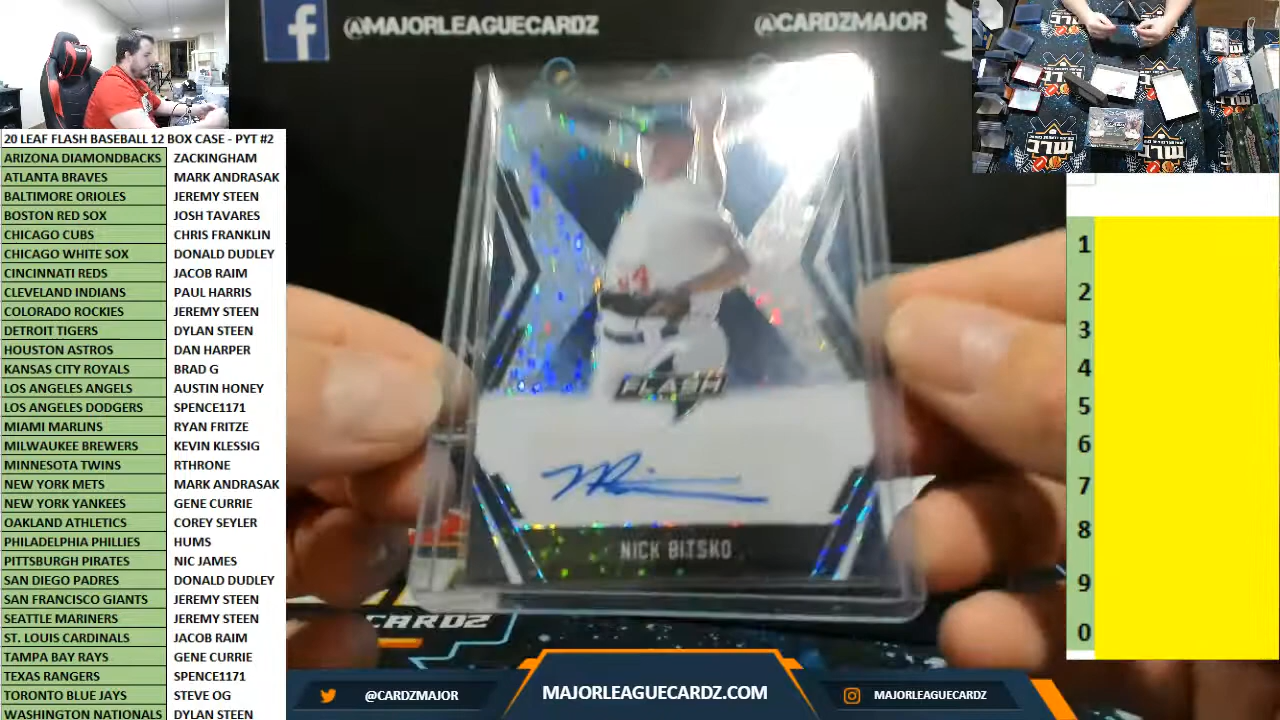 @MAJORLEAGUECARDZ
@CARDZMAJOR
20 LEAF FLASH BASEBALL 12 BOX CASE - PYT #2
ARIZONA DIAMONDBACKS ZACKINGHAM
ATLANTA BRAVES MARK ANDRASAK
BALTIMORE ORIOLES JEREMY STEEN
BOSTON RED SOX JOSH TAVARES
CHICAGO CUBS CHRIS FRANKLIN
CHICAGO WHITE SOX DONALD DUDLEY
CINCINNATI REDS JACOB RAIM
CLEVELAND INDIANS PAUL HARRIS
COLORADO ROCKIES JEREMY STEEN
DETROIT TIGERS DYLAN STEEN
HOUSTON ASTROS DAN HARPER
KANSAS CITY ROYALS BRAD G
LOS ANGELES ANGELS AUSTIN HONEY
LOS ANGELES DODGERS SPENCE1171
MIAMI MARLINS RYAN FRITZE
MILWAUKEE BREWERS KEVIN KLESSIG
MINNESOTA TWINS RTHRONE
NEW YORK METS MARK ANDRASAK
NEW YORK YANKEES GENE CURRIE
OAKLAND ATHLETICS COREY SEYLER
PHILADELPHIA PHILLIES HUMS
PITTSBURGH PIRATES NIC JAMES
SAN DIEGO PADRES DONALD DUDLEY
SAN FRANCISCO GIANTS JEREMY STEEN
SEATTLE MARINERS JEREMY STEEN
ST. LOUIS CARDINALS JACOB RAIM
TAMPA BAY RAYS GENE CURRIE
TEXAS RANGERS SPENCE1171
TORONTO BLUE JAYS STEVE OG
WASHINGTON NATIONALS DYLAN STEEN
1
2
3
4
5
6
7
8
9
0
FLASH
NICK BITSKO
CARDZ
@CARDZMAJOR
MAJORLEAGUECARDZ.COM
MAJORLEAGUECARDZ